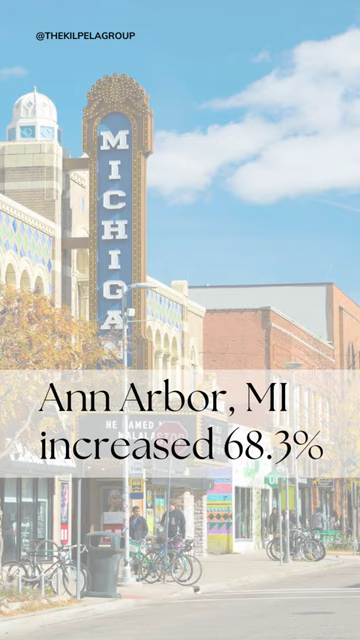 @THEKILPELAGROUP
MICHIGA
Ann Arbor, MI
increased 68.3%